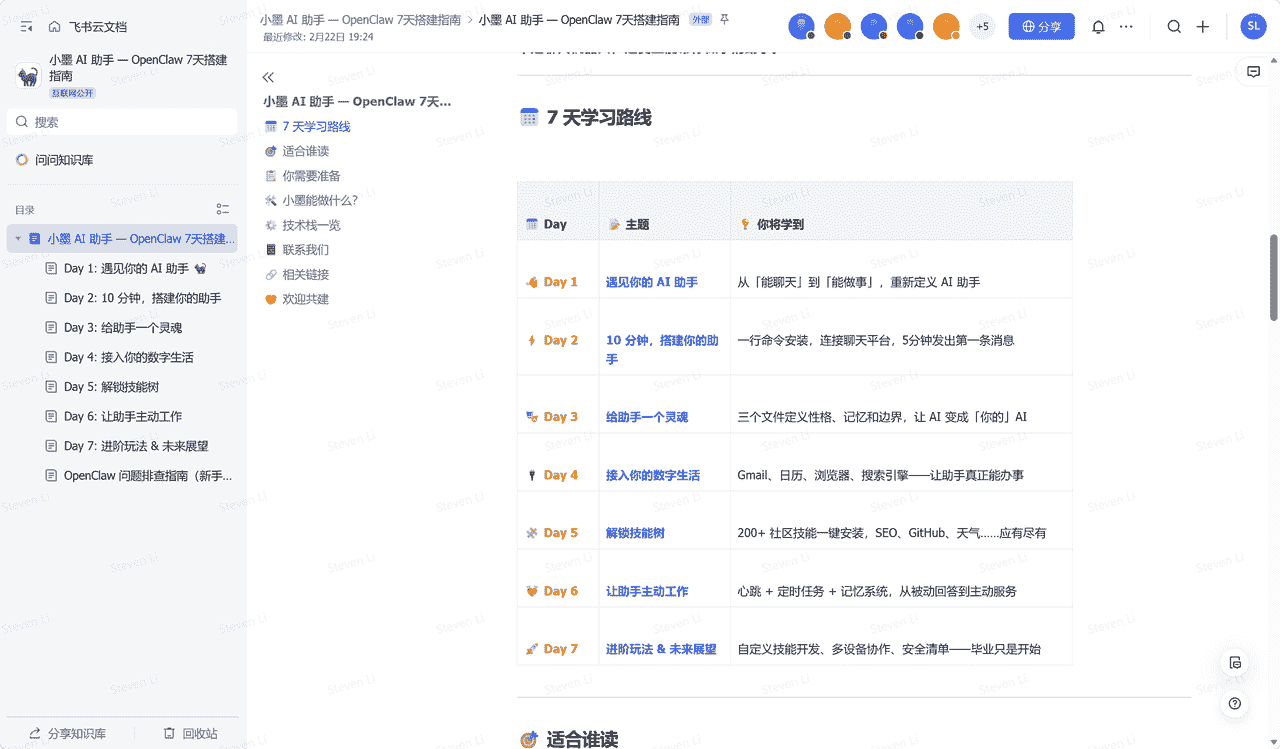 飞书云文档
小墨 AI 助手 — OpenClaw 7天搭建
指南
互联网公开
搜索
问问知识库
目录
小墨 AI 助手 — OpenClaw 7天搭建...
Day 1: 遇见你的 AI 助手
Day 2: 10 分钟，搭建你的助手
Day 3: 给助手一个灵魂
Day 4: 接入你的数字生活
Day 5: 解锁技能树
Day 6: 让助手主动工作
Day 7: 进阶玩法 & 未来展望
OpenClaw 问题排查指南（新手...
分享知识库
回收站
小墨 AI 助手 — OpenClaw 7天搭建指南 › 小墨 AI 助手 — OpenClaw 7天搭建指南 外部
最近修改: 2月22日 19:24
+5
分享
SL
小墨 AI 助手 — OpenClaw 7天...
7 天学习路线
适合谁读
你需要准备
小墨能做什么?
技术栈一览
联系我们
相关链接
欢迎共建
7 天学习路线
Day 主题 你将学到
Day 1 遇见你的 AI 助手 从「能聊天」到「能做事」，重新定义 AI 助手
Day 2 10 分钟，搭建你的助 一行命令安装，连接聊天平台，5分钟发出第一条消息
手
Day 3 给助手一个灵魂 三个文件定义性格、记忆和边界，让 AI 变成「你的」AI
Day 4 接入你的数字生活 Gmail、日历、浏览器、搜索引擎——让助手真正能办事
Day 5 解锁技能树 200+ 社区技能一键安装，SEO、GitHub、天气......应有尽有
Day 6 让助手主动工作 心跳 + 定时任务 + 记忆系统，从被动回答到主动服务
Day 7 进阶玩法 & 未来展望 自定义技能开发、多设备协作、安全清单——毕业只是开始
适合谁读
Steven Li